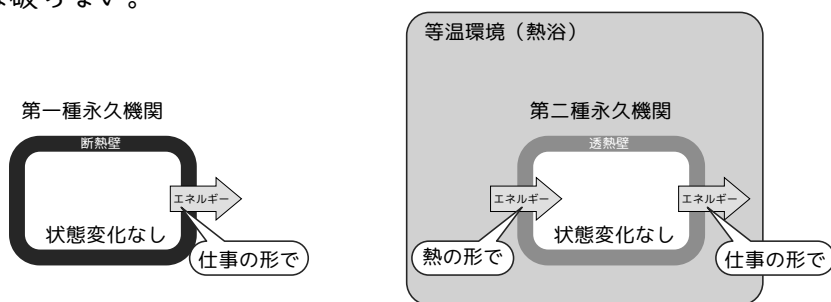 は破らない。
等温環境（熱浴）
第一種永久機関
断熱壁
エネルギー
状態変化なし
仕事の形で
第二種永久機関
透熱壁
エネルギー
エネルギー
状態変化なし
熱の形で
仕事の形で